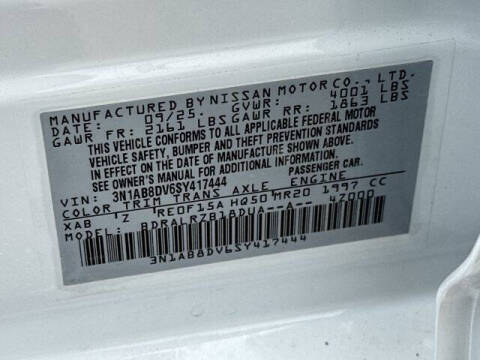 MANUFACTURED BY NISSAN MOTOR CO., LTD.
DATE: 09/25 GVWR: 4001 LBS
GAWR FR: 2161 LBS GAWR RR: 1863 LBS
THIS VEHICLE CONFORMS TO ALL APPLICABLE FEDERAL MOTOR
VEHICLE SAFETY, BUMPER, AND THEFT PREVENTION STANDARDS
IN EFFECT ON THE DATE OF MANUFACTURE SHOWN ABOVE.
SEE OWNERS MANUAL FOR ADDITIONAL INFORMATION.
VIN: 3N1AB8DV6SY417444 PASSENGER CAR.
COLOR TRIM TRANS AXLE ENGINE
XAB 'Z RE0F15A HQ50 MR20 1997 CC
BDRALRZB18DUA--A-- 4Z000
3N1AB8DV6SY417444